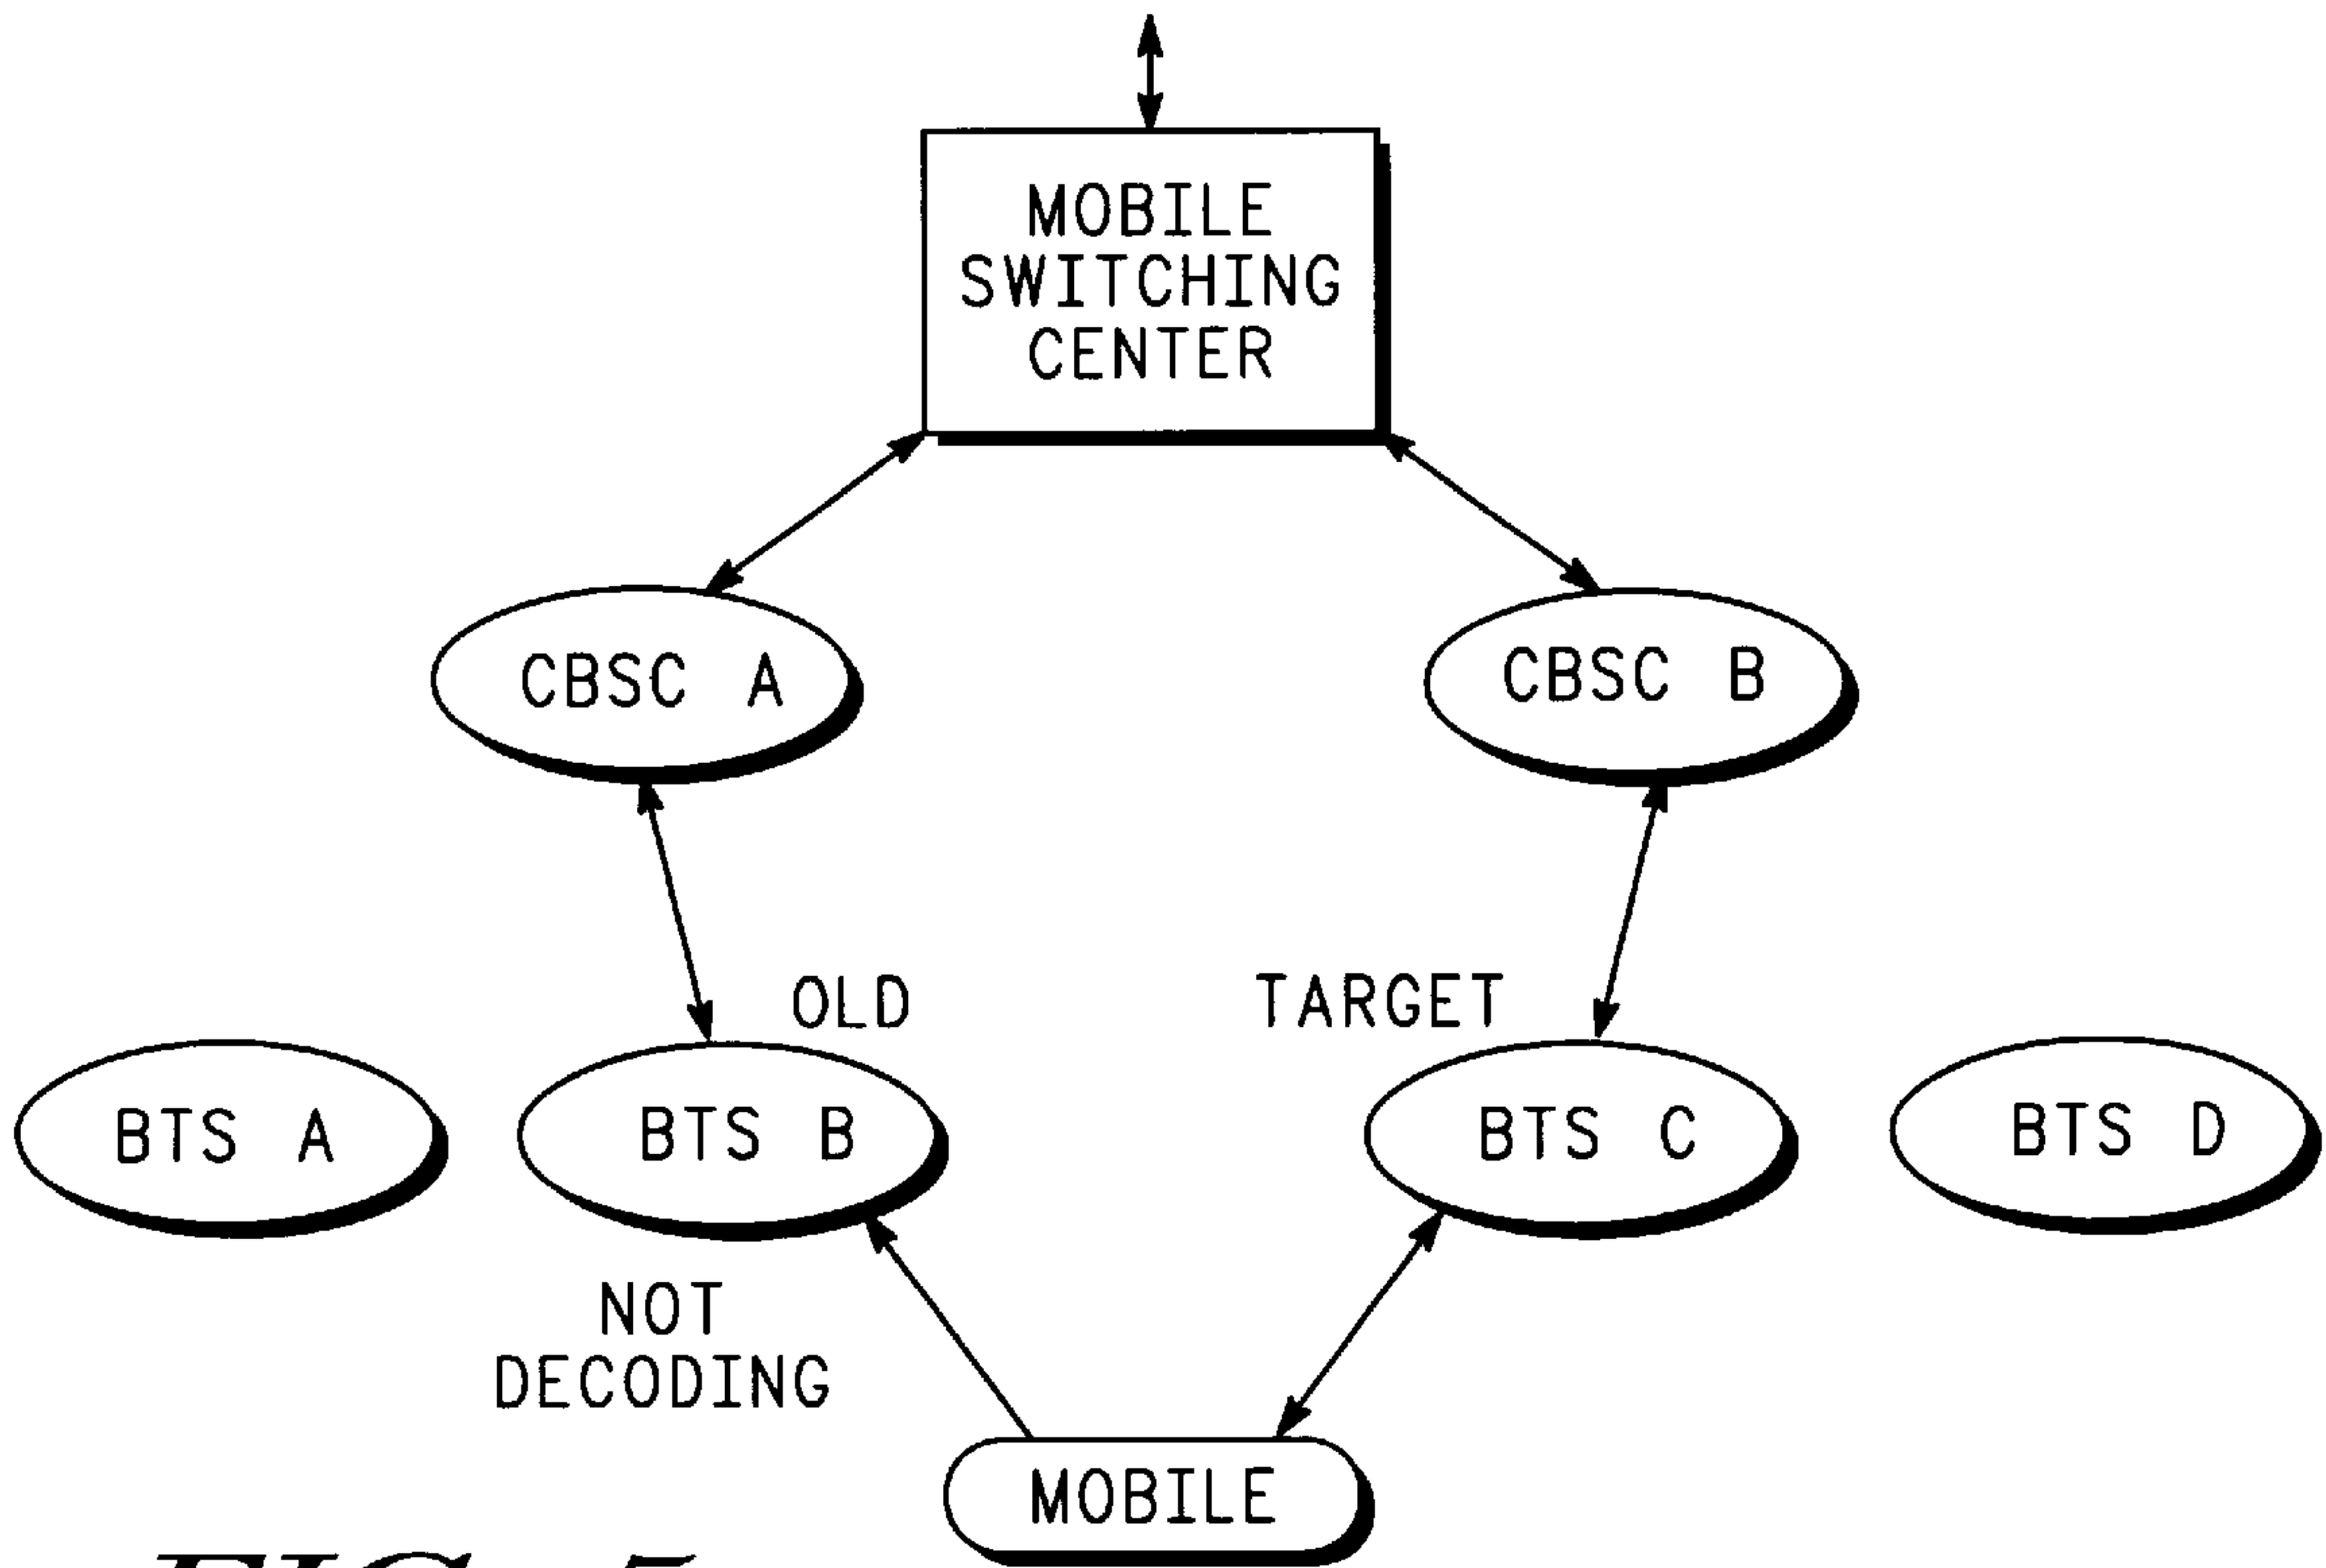 MOBILE
SWITCHING
CENTER
CBSC A
CBSC B
OLD
TARGET
BTS A
BTS B
BTS C
BTS D
NOT
DECODING
MOBILE